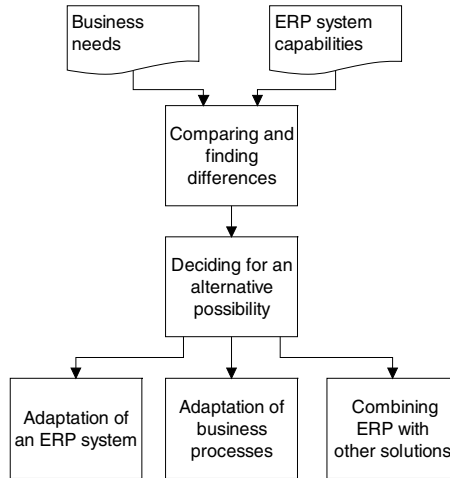 Business
needs
ERP system
capabilities
Comparing and
finding
differences
Deciding for an
alternative
possibility
Adaptation of
an ERP system
Adaptation of
business
processes
Combining
ERP with
other solutions